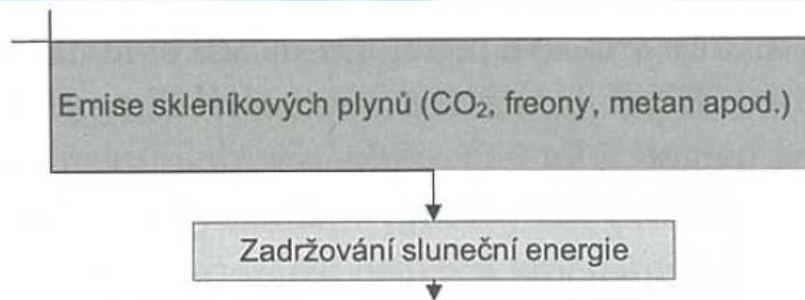 Emise skleníkových plynů (CO₂, freony, metan apod.)
Zadržování sluneční energie